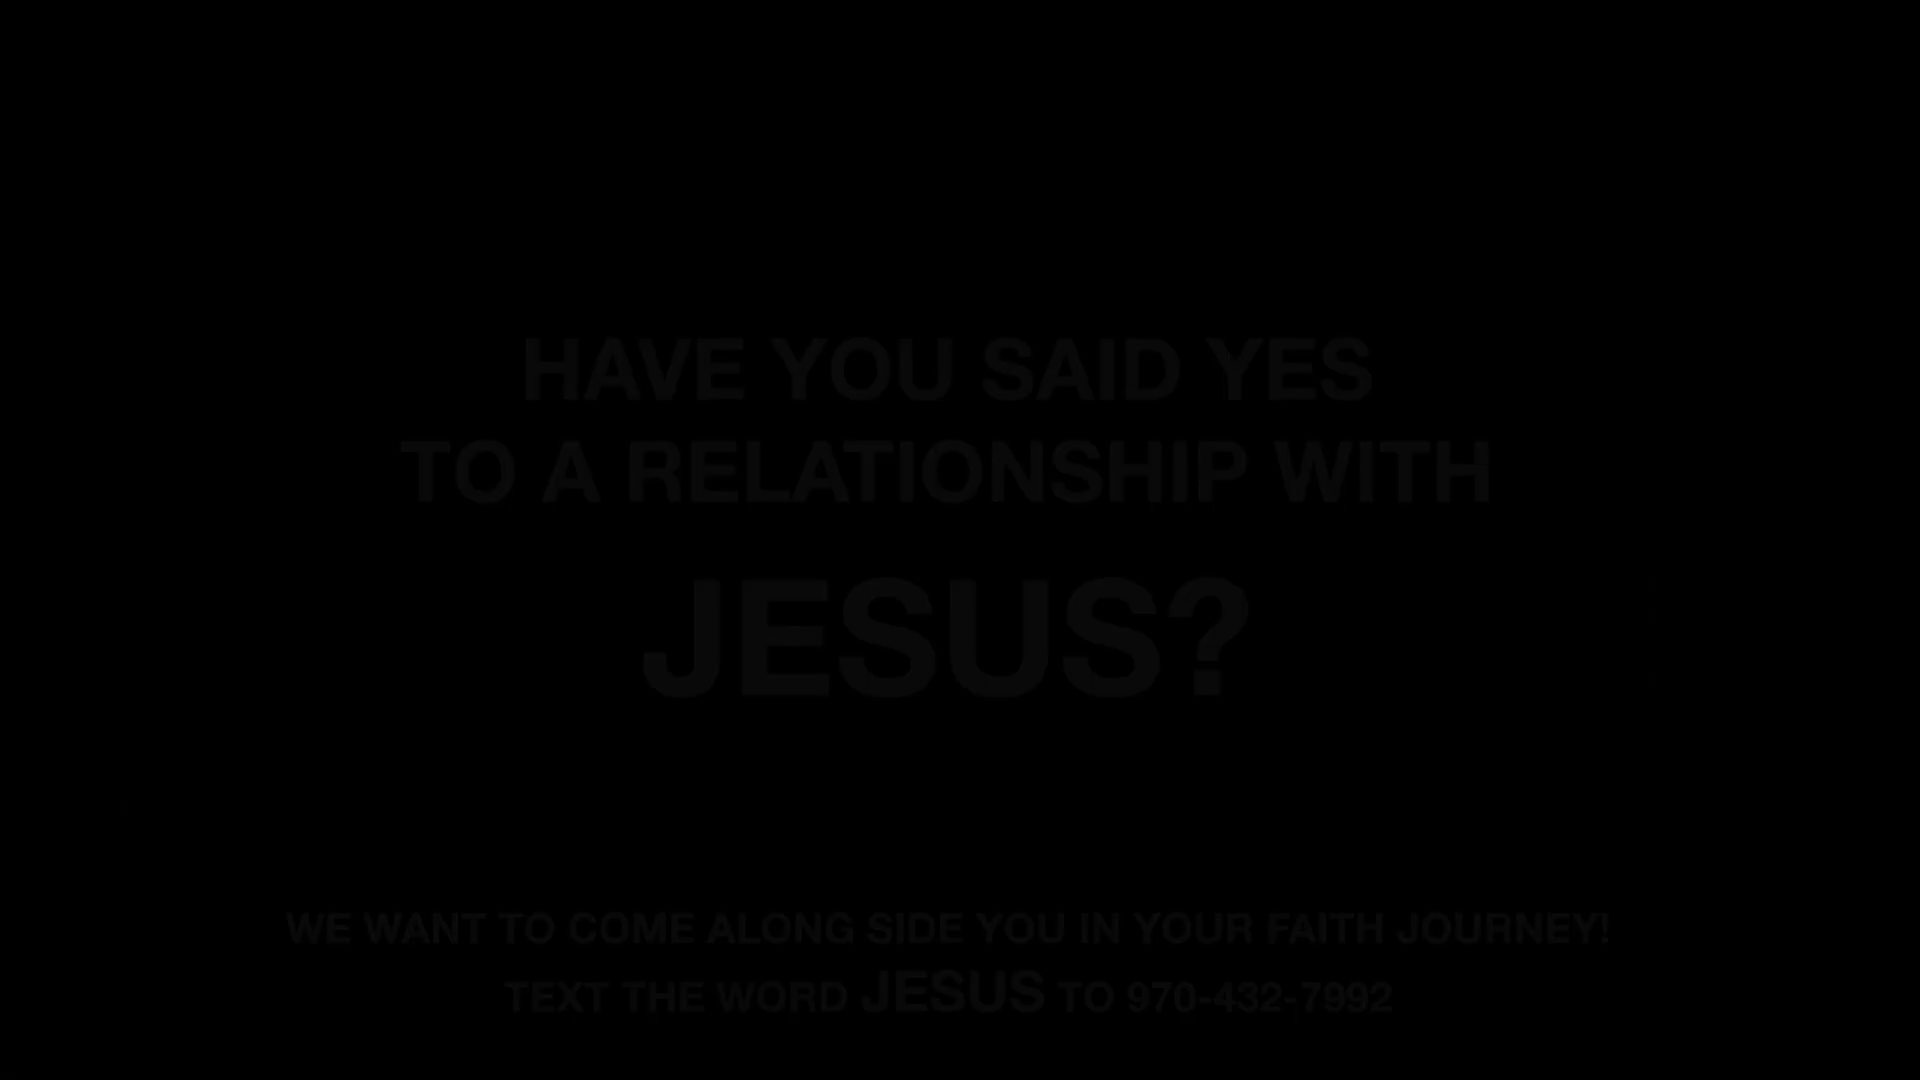 HAVE YOU SAID YES
TO A RELATIONSHIP WITH
JESUS?
WE WANT TO COME ALONG SIDE YOU IN YOUR FAITH JOURNEY!
TEXT THE WORD JESUS TO 970-432-7992